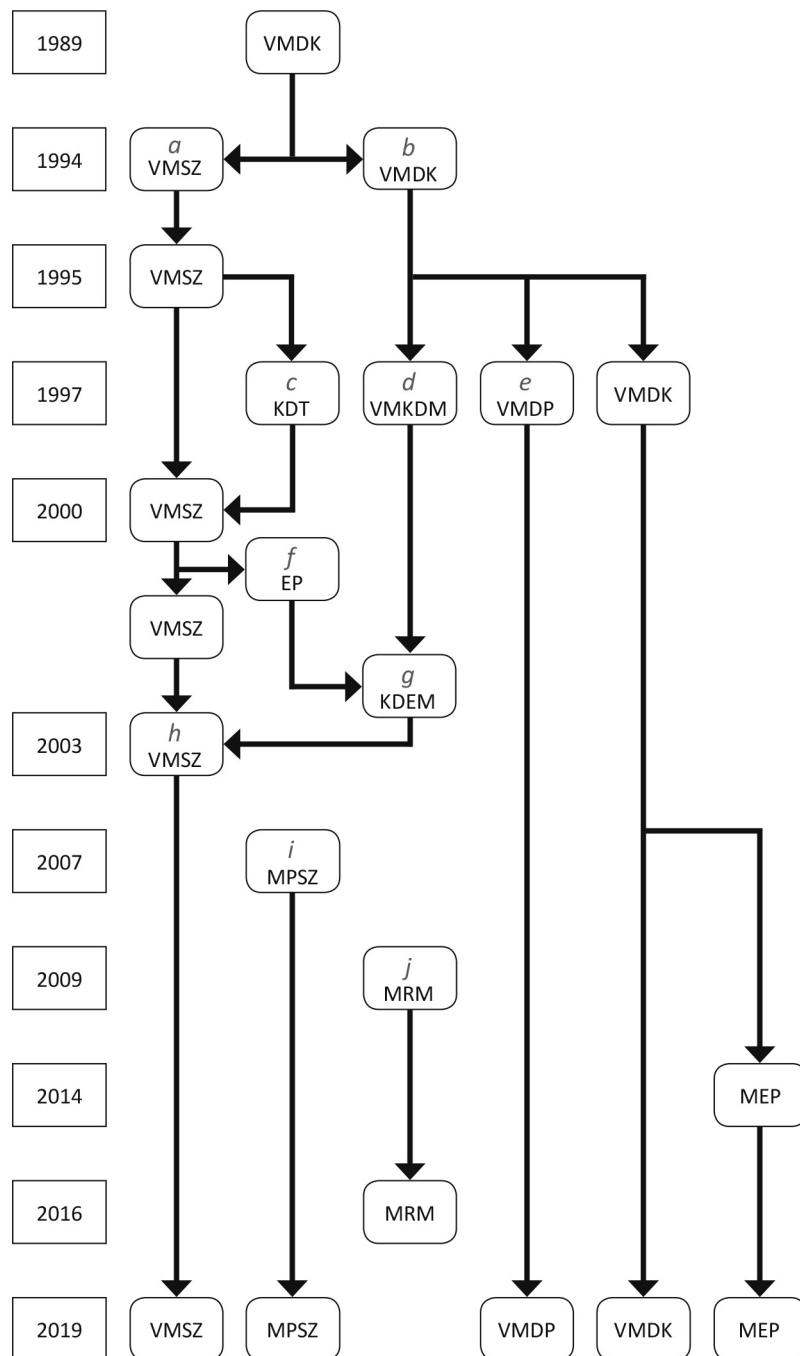 1989
VMDK
1994
a
VMSZ
b
VMDK
1995
VMSZ
1997
c
KDT
d
VMKDM
e
VMDP
VMDK
2000
VMSZ
f
EP
VMSZ
g
KDEM
2003
h
VMSZ
2007
i
MPSZ
2009
j
MRM
2014
MEP
2016
MRM
2019
VMSZ
MPSZ
VMDP
VMDK
MEP